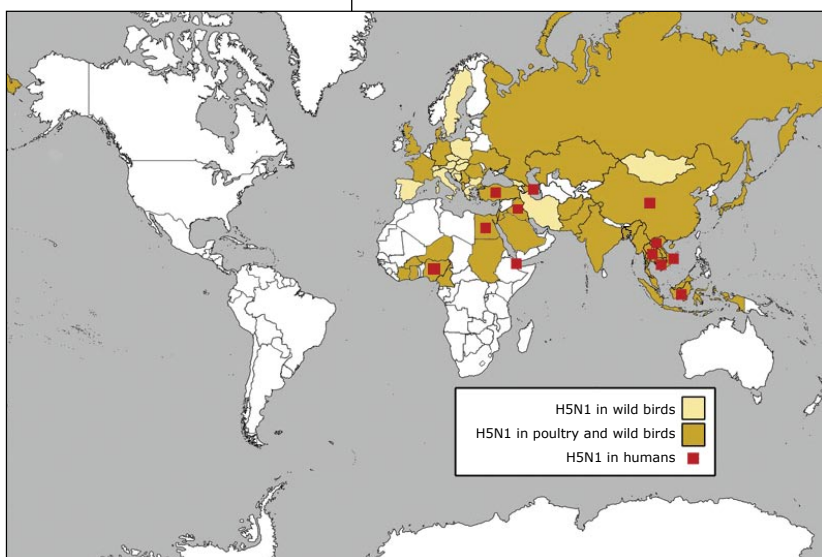 H5N1 in wild birds
H5N1 in poultry and wild birds
H5N1 in humans